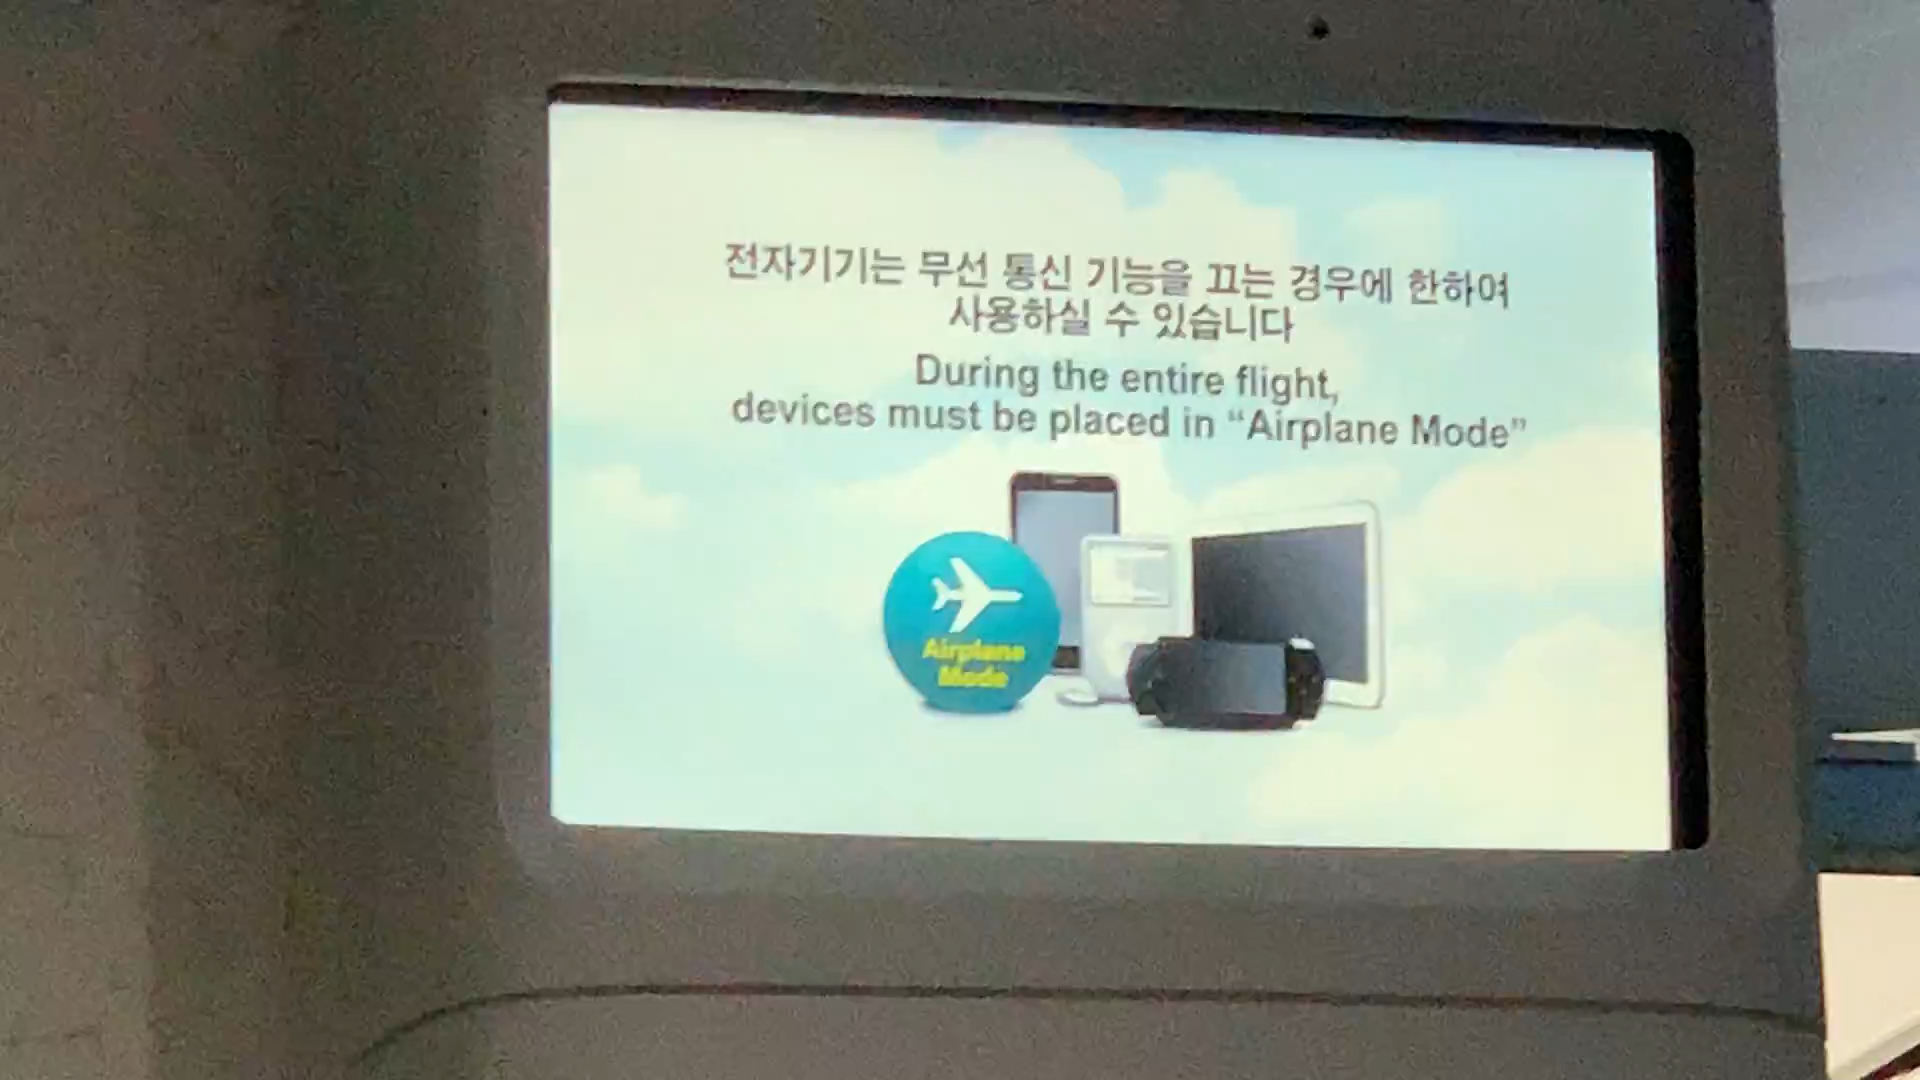 전자기기는 무선 통신 기능을 끄는 경우에 한하여
사용하실 수 있습니다
During the entire flight,
devices must be placed in “Airplane Mode”
Airplane
Mode